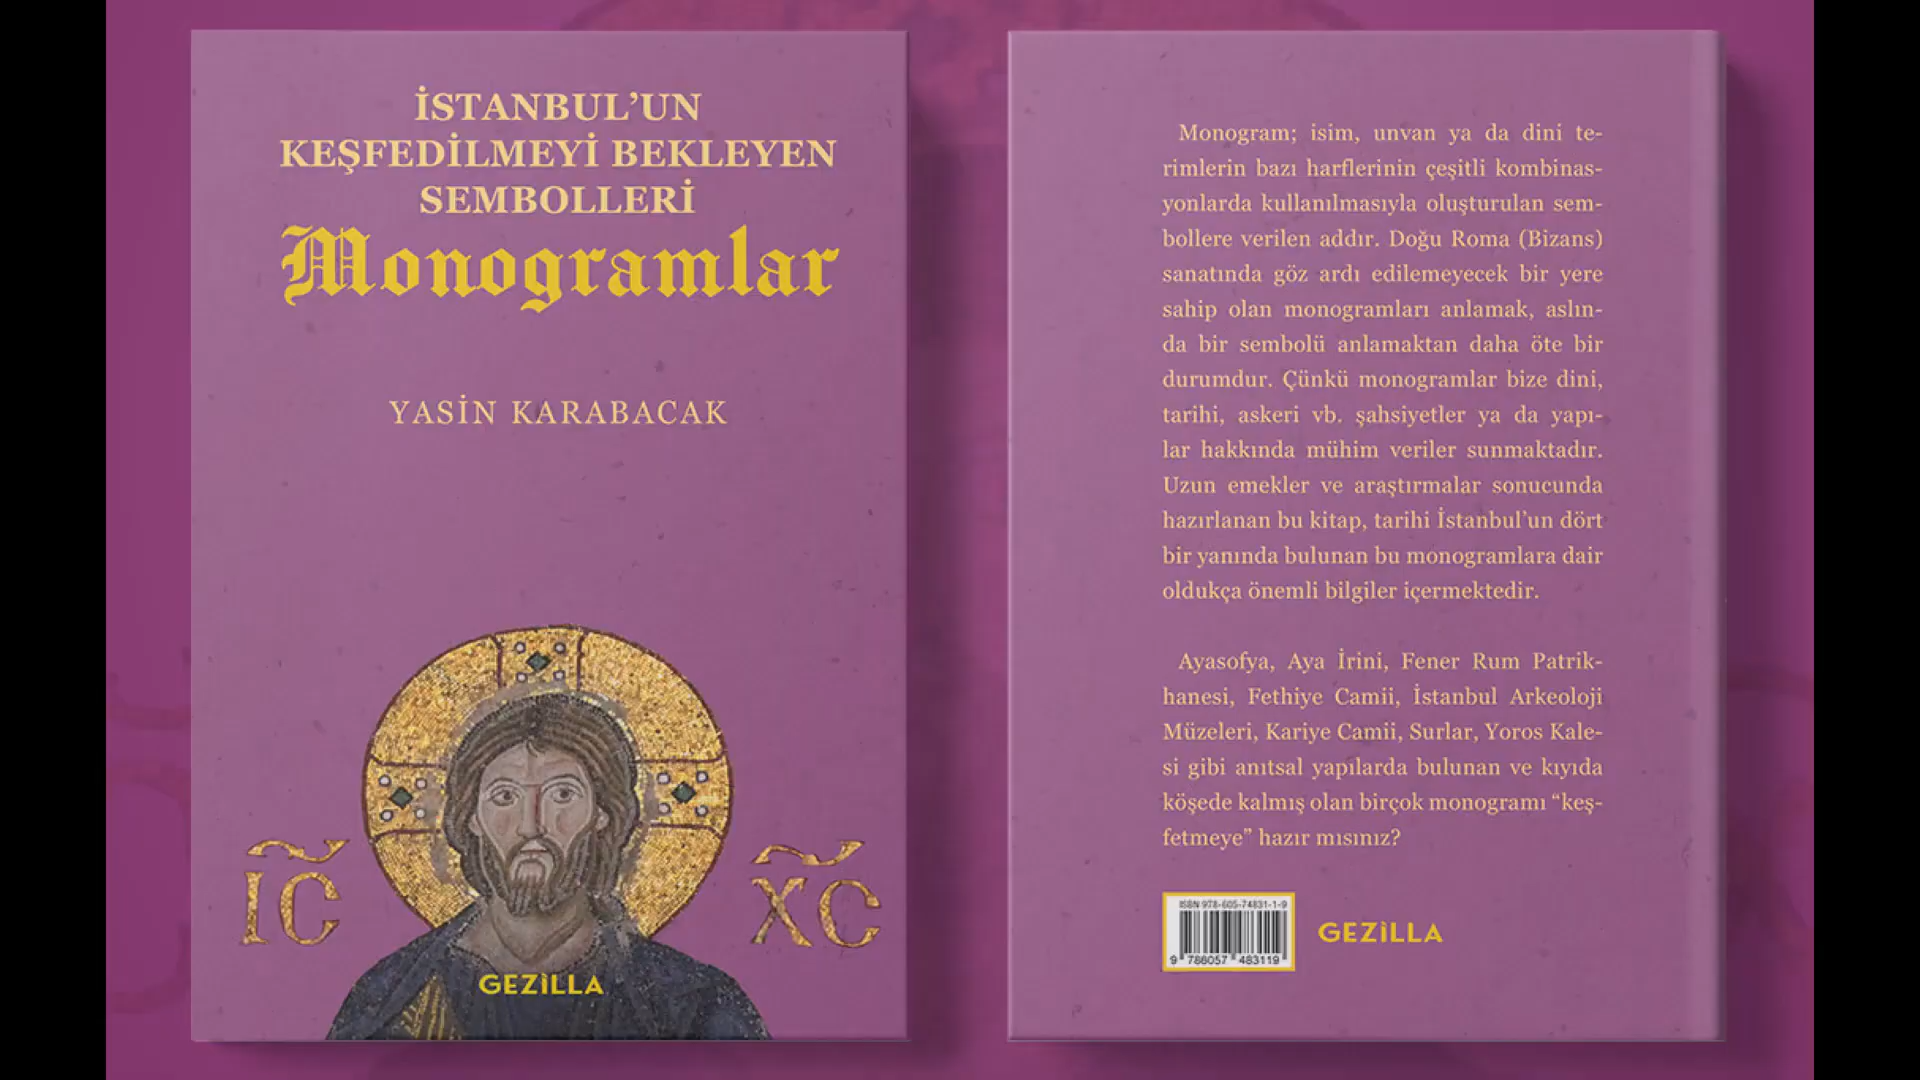 İSTANBUL’UN
KEŞFEDİLMEYİ BEKLEYEN
SEMBOLLERİ
Monogramlar
YASİN KARABACAK
IC
XC
GEZİLLA
Monogram; isim, unvan ya da dini te-
rimlerin bazı harflerinin çeşitli kombinas-
yonlarda kullanılmasıyla oluşturulan sem-
bollere verilen addır. Doğu Roma (Bizans)
sanatında göz ardı edilemeyecek bir yere
sahip olan monogramları anlamak, aslın-
da bir sembolü anlamaktan daha öte bir
durumdur. Çünkü monogramlar bize dini,
tarihi, askeri vb. şahsiyetler ya da yapı-
lar hakkında mühim veriler sunmaktadır.
Uzun emekler ve araştırmalar sonucunda
hazırlanan bu kitap, tarihi İstanbul’un dört
bir yanında bulunan bu monogramlara dair
oldukça önemli bilgiler içermektedir.
Ayasofya, Aya İrini, Fener Rum Patrik-
hanesi, Fethiye Camii, İstanbul Arkeoloji
Müzeleri, Kariye Camii, Surlar, Yoros Kale-
si gibi anıtsal yapılarda bulunan ve kıyıda
köşede kalmış olan birçok monogramı “keş-
fetmeye” hazır mısınız?
ISBN 978-605-74831-1-9
9 786057 483119
GEZİLLA